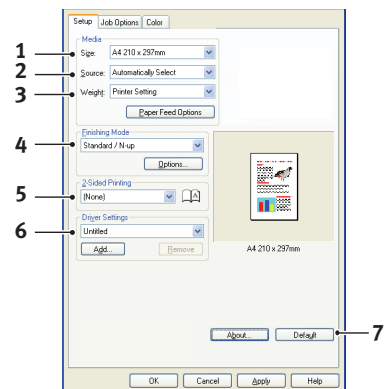 Setup Job Options Color
Media
1 Size: A4 210 x 297mm
2 Source: Automatically Select
3 Weight: Printer Setting
Paper Feed Options
Finishing Mode
4 Standard / N-up
Options...
2-Sided Printing
5 (None) A
Driver Settings
6 Untitled
Add... Remove
A4 210 x 297mm
About... Default 7
OK Cancel Apply Help